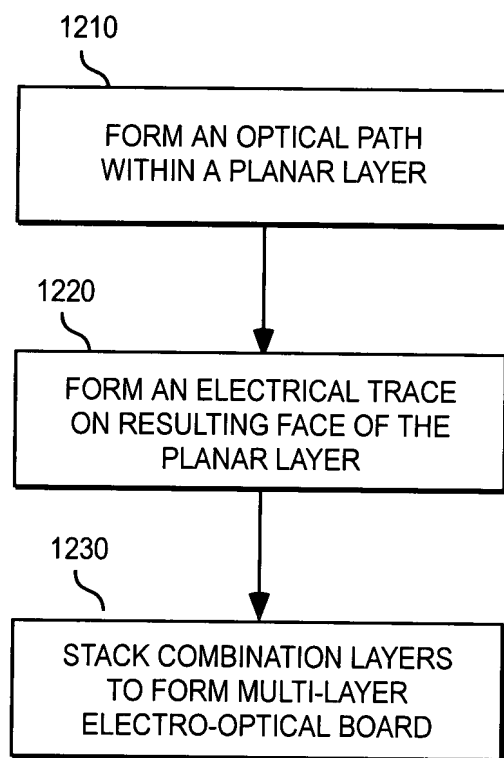 1210
FORM AN OPTICAL PATH
WITHIN A PLANAR LAYER
1220
FORM AN ELECTRICAL TRACE
ON RESULTING FACE OF THE
PLANAR LAYER
1230
STACK COMBINATION LAYERS
TO FORM MULTI-LAYER
ELECTRO-OPTICAL BOARD